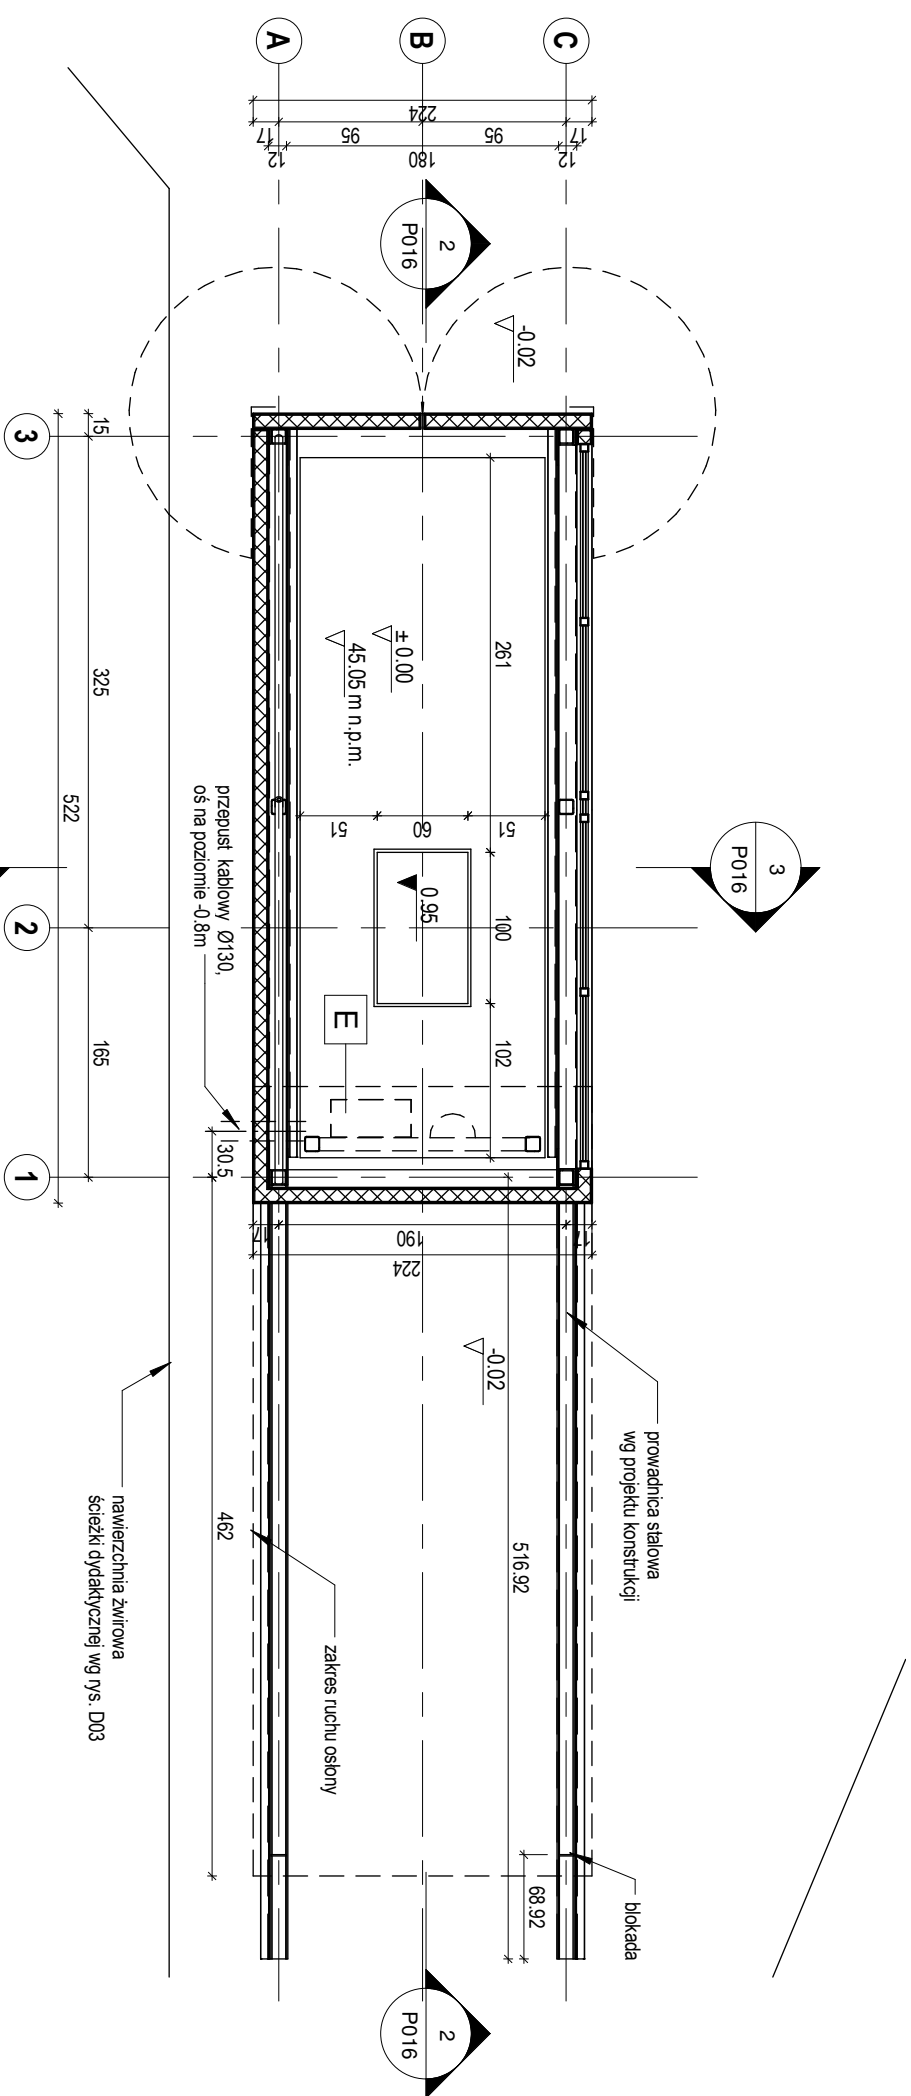 A
B
C
224
17
95
95
17
12
180
12
2
P016
-0.02
3
P016
261
± 0.00
45.05 m n.p.m.
51
60
51
0.95
100
102
E
przepust kablowy Ø130,
oś na poziomie -0.8m
30.5
15
325
165
522
3
2
1
17
190
17
224
-0.02
516.92
462
68.92
prowadnica stalowa
wg projektu konstrukcji
blokada
zakres ruchu osłony
nawierzchnia żwirowa
ścieżki dydaktycznej wg rys. D03
2
P016